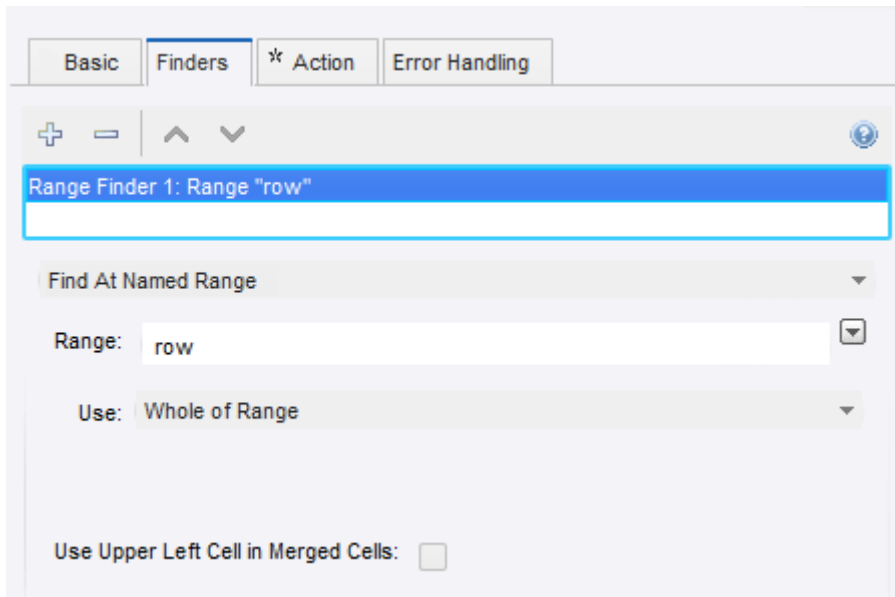 Basic Finders * Action Error Handling
Range Finder 1: Range "row"
Find At Named Range
Range: row
Use: Whole of Range
Use Upper Left Cell in Merged Cells: